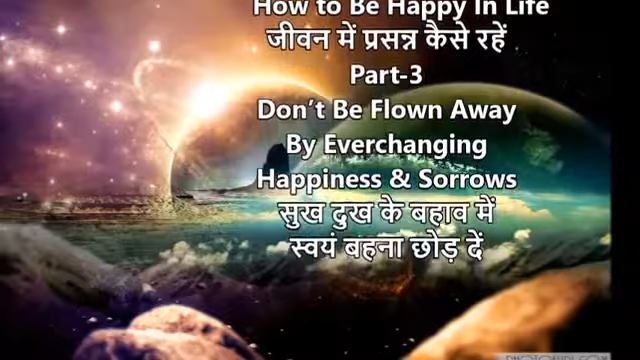 How to Be Happy In Life
जीवन में प्रसन्न कैसे रहें
Part-3
Don’t Be Flown Away
By Everchanging
Happiness & Sorrows
सुख दुख के बहाव में
स्वयं बहना छोड़ दें